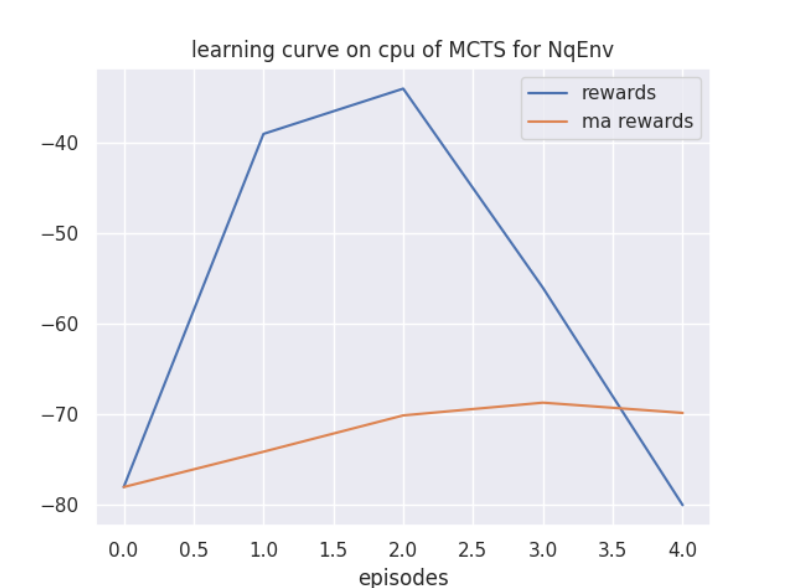 learning curve on cpu of MCTS for NqEnv
rewards
ma rewards
−40
−50
−60
−70
−80
0.0 0.5 1.0 1.5 2.0 2.5 3.0 3.5 4.0
episodes